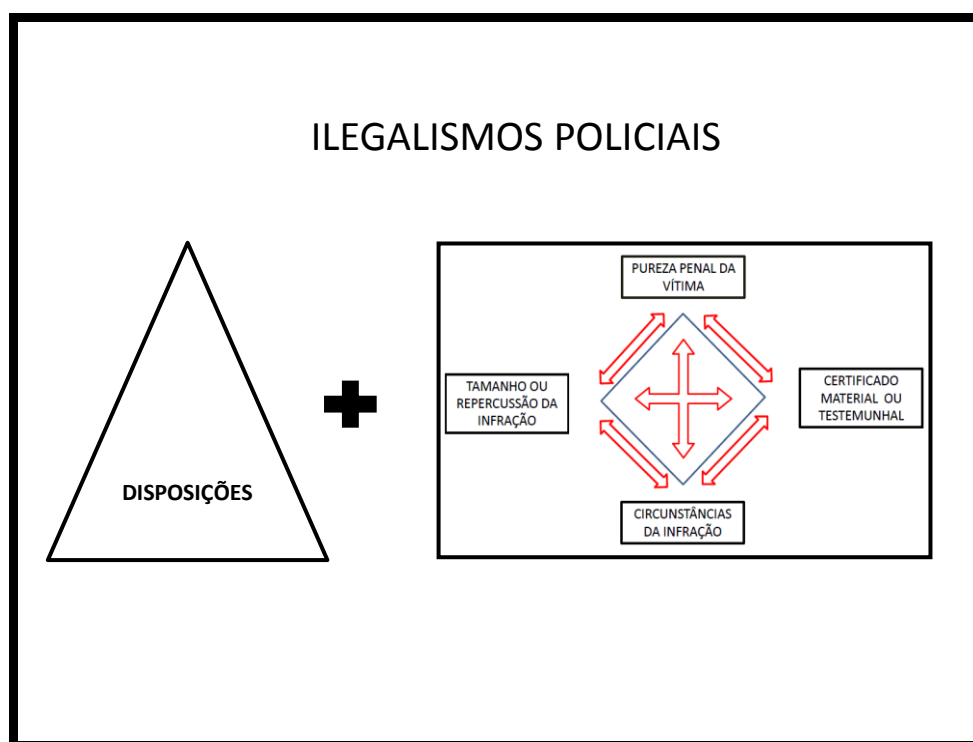 ILEGALISMOS POLICIAIS
DISPOSIÇÕES
PUREZA PENAL DA
VÍTIMA
TAMANHO OU
REPERCUSSÃO DA
INFRAÇÃO
CERTIFICADO
MATERIAL OU
TESTEMUNHAL
CIRCUNSTÂNCIAS
DA INFRAÇÃO